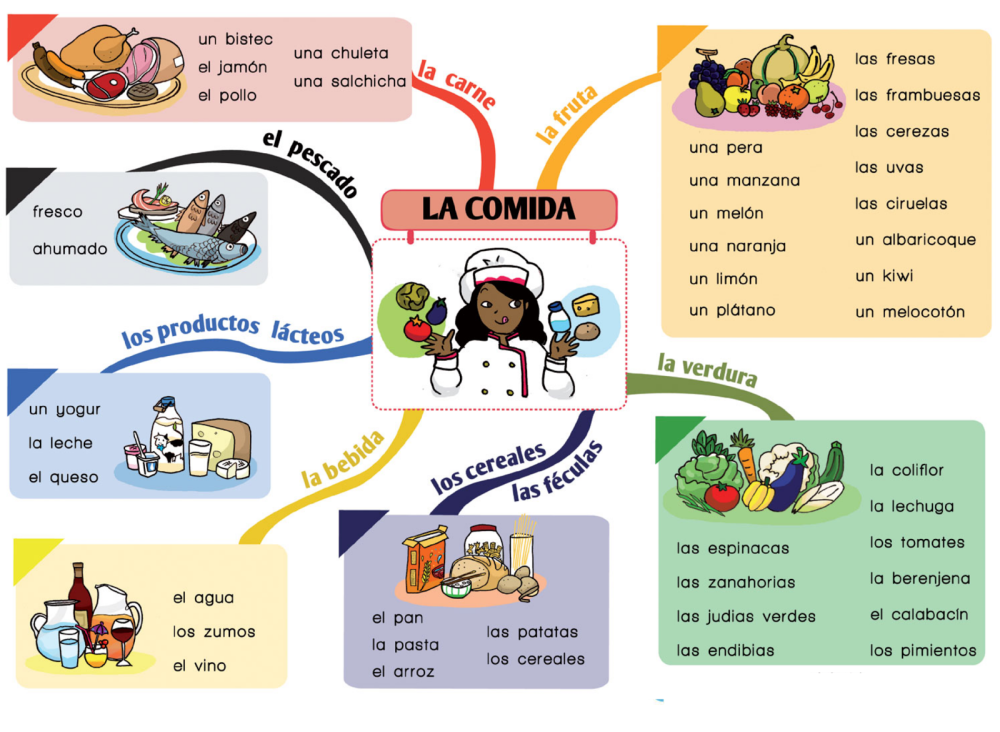 LA COMIDA
la carne
un bistec
el jamón
el pollo
una chuleta
una salchicha
la fruta
una pera
una manzana
un melón
una naranja
un limón
un plátano
las fresas
las frambuesas
las cerezas
las uvas
las ciruelas
un albaricoque
un kiwi
un melocotón
el pescado
fresco
ahumado
los productos lácteos
un yogur
la leche
el queso
la bebida
el agua
los zumos
el vino
los cereales
las féculas
el pan
la pasta
el arroz
las patatas
los cereales
la verdura
las espinacas
las zanahorias
las judias verdes
las endibias
la coliflor
la lechuga
los tomates
la berenjena
el calabacín
los pimientos